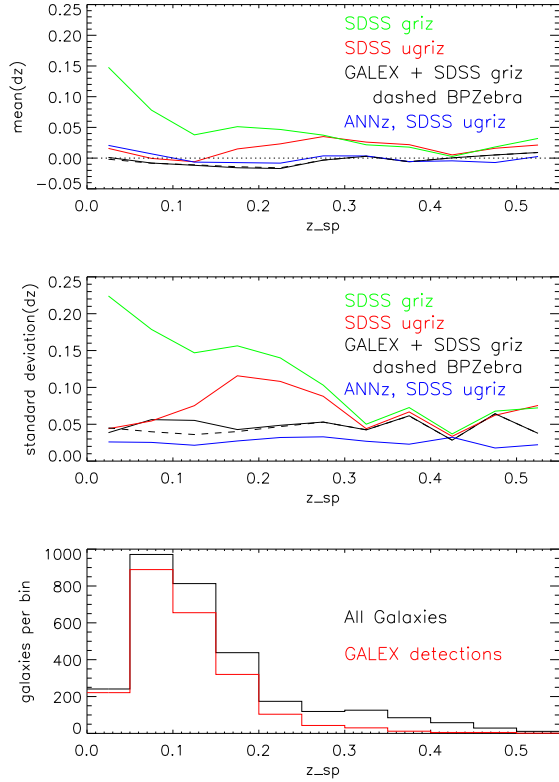 0.25
0.20
0.15
0.10
0.05
0.00
−0.05
mean(dz)
SDSS griz
SDSS ugriz
GALEX + SDSS griz
dashed BPZebra
ANNz, SDSS ugriz
0.0 0.1 0.2 0.3 0.4 0.5
z_sp
0.25
0.20
0.15
0.10
0.05
0.00
standard deviation(dz)
SDSS griz
SDSS ugriz
GALEX + SDSS griz
dashed BPZebra
ANNz, SDSS ugriz
0.0 0.1 0.2 0.3 0.4 0.5
z_sp
1000
800
600
400
200
0
galaxies per bin
All Galaxies
GALEX detections
0.0 0.1 0.2 0.3 0.4 0.5
z_sp